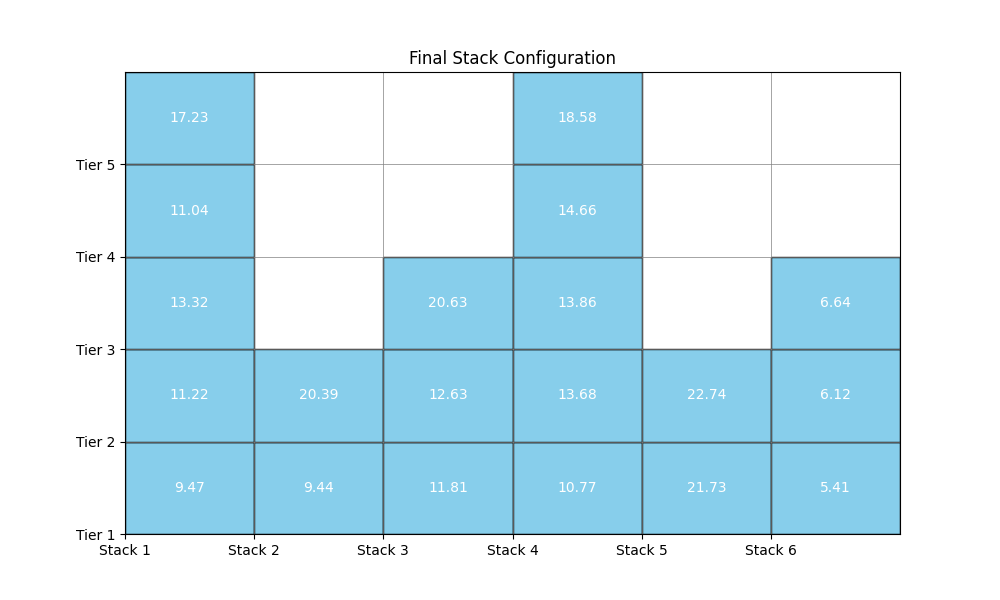 Final Stack Configuration
17.23 18.58
Tier 5
11.04 14.66
Tier 4
13.32 20.63 13.86 6.64
Tier 3
11.22 20.39 12.63 13.68 22.74 6.12
Tier 2
9.47 9.44 11.81 10.77 21.73 5.41
Tier 1
Stack 1 Stack 2 Stack 3 Stack 4 Stack 5 Stack 6